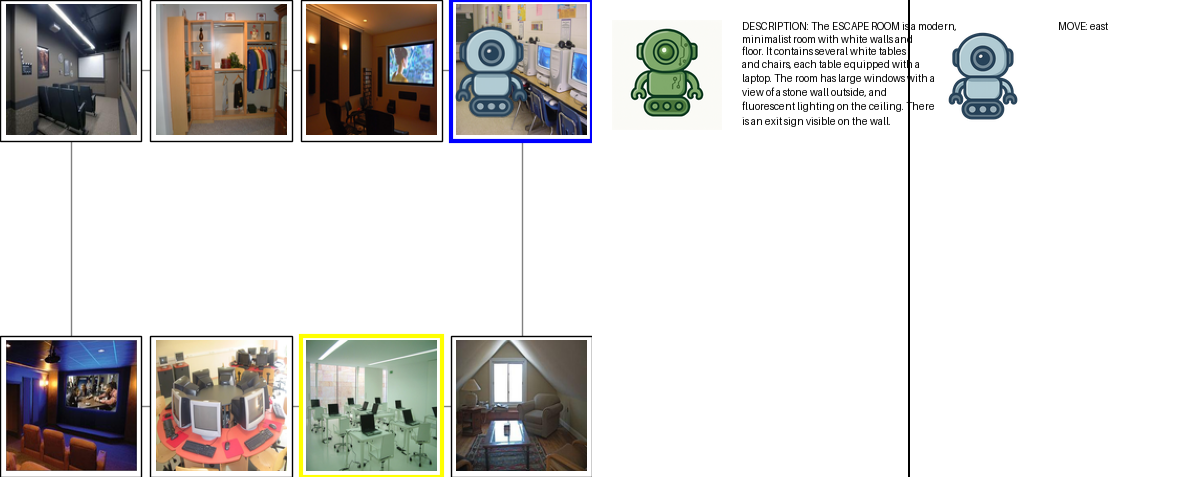 DESCRIPTION: The ESCAPE ROOM is a modern,
minimalist room with white walls and
floor. It contains several white tables
and chairs, each table equipped with a
laptop. The room has large windows with a
view of a stone wall outside, and
fluorescent lighting on the ceiling. There
is an exit sign visible on the wall.
MOVE: east